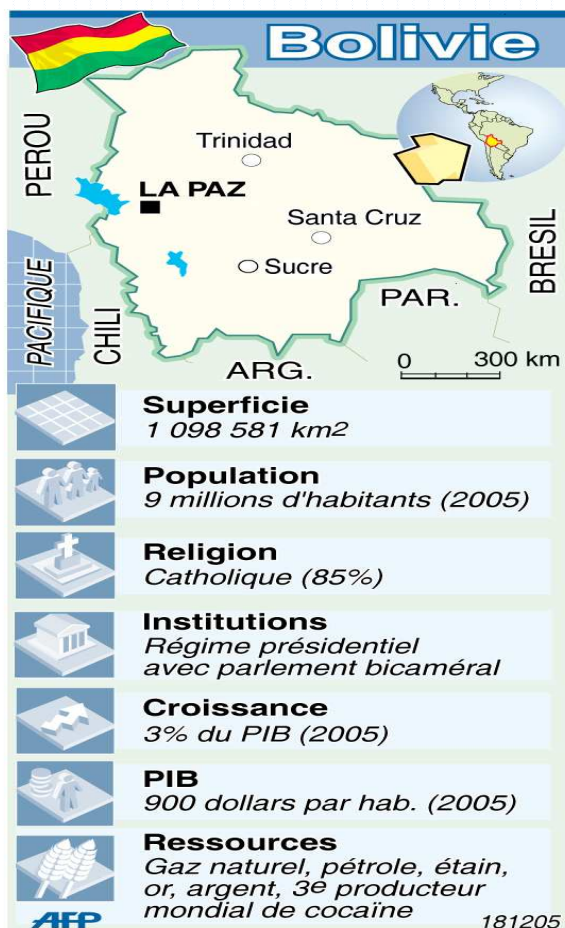 Bolivie
PEROU
Trinidad
LA PAZ
Santa Cruz
Sucre
BRESIL
PACIFIQUE
CHILI
PAR.
ARG.
0 300 km
Superficie
1 098 581 km2
Population
9 millions d'habitants (2005)
Religion
Catholique (85%)
Institutions
Régime présidentiel
avec parlement bicaméral
Croissance
3% du PIB (2005)
PIB
900 dollars par hab. (2005)
Ressources
Gaz naturel, pétrole, étain,
or, argent, 3e producteur
mondial de cocaïne
AFP
181205